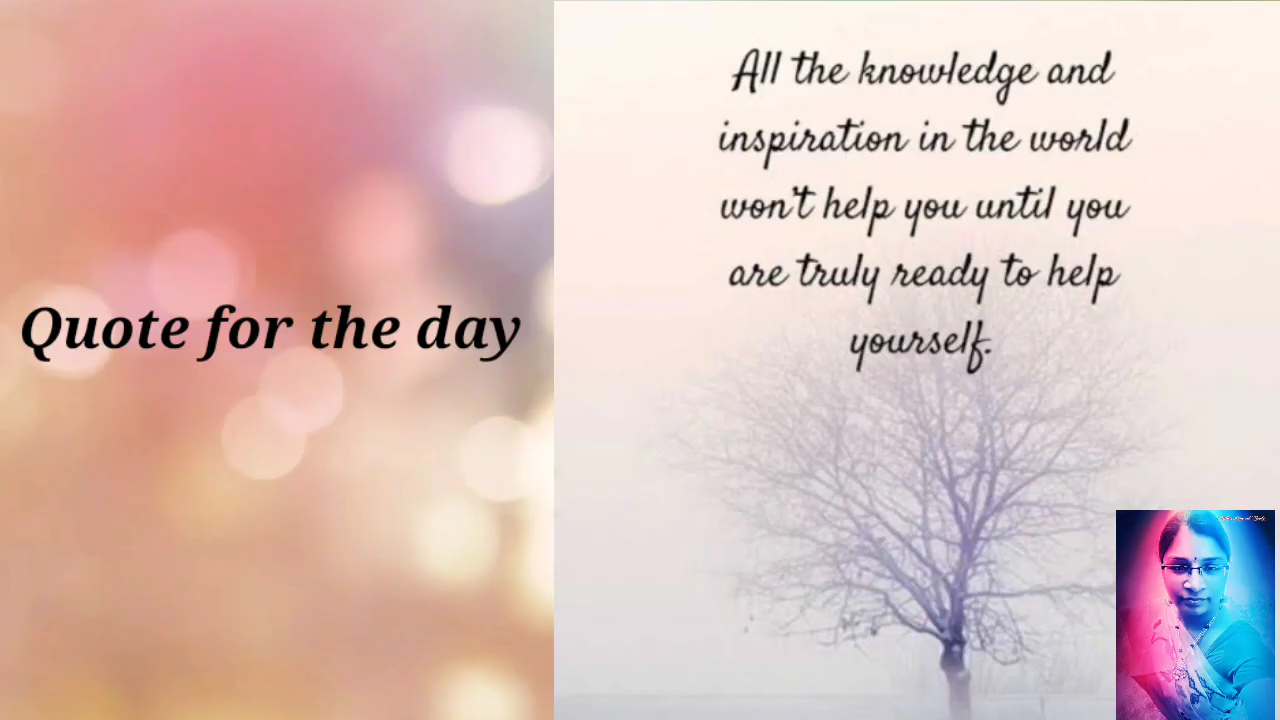 Quote for the day
All the knowledge and
inspiration in the world
won't help you until you
are truly ready to help
yourself.